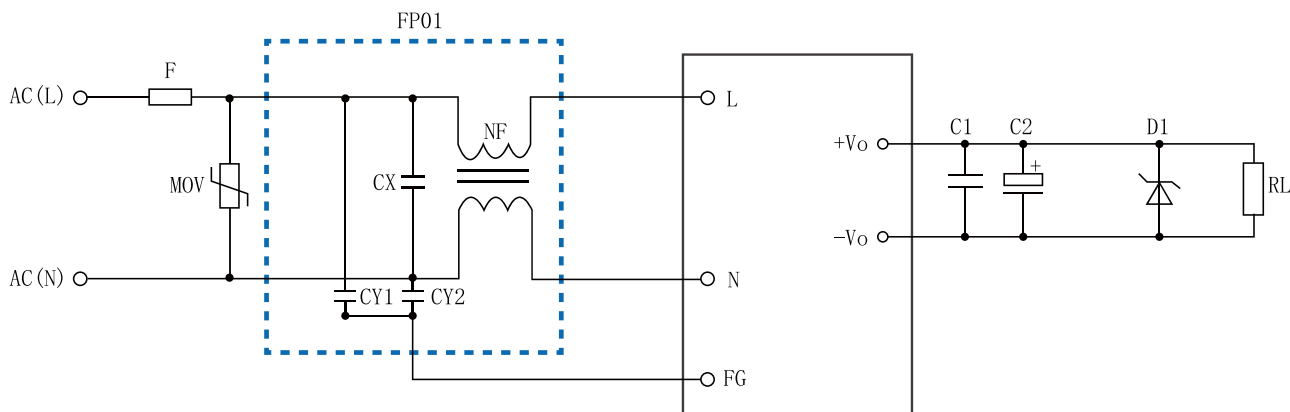 FP01
F
AC(L)
L
NF
C1
C2
D1
+Vo
+
MOV
CX
RL
-Vo
AC(N)
N
CY1
CY2
FG